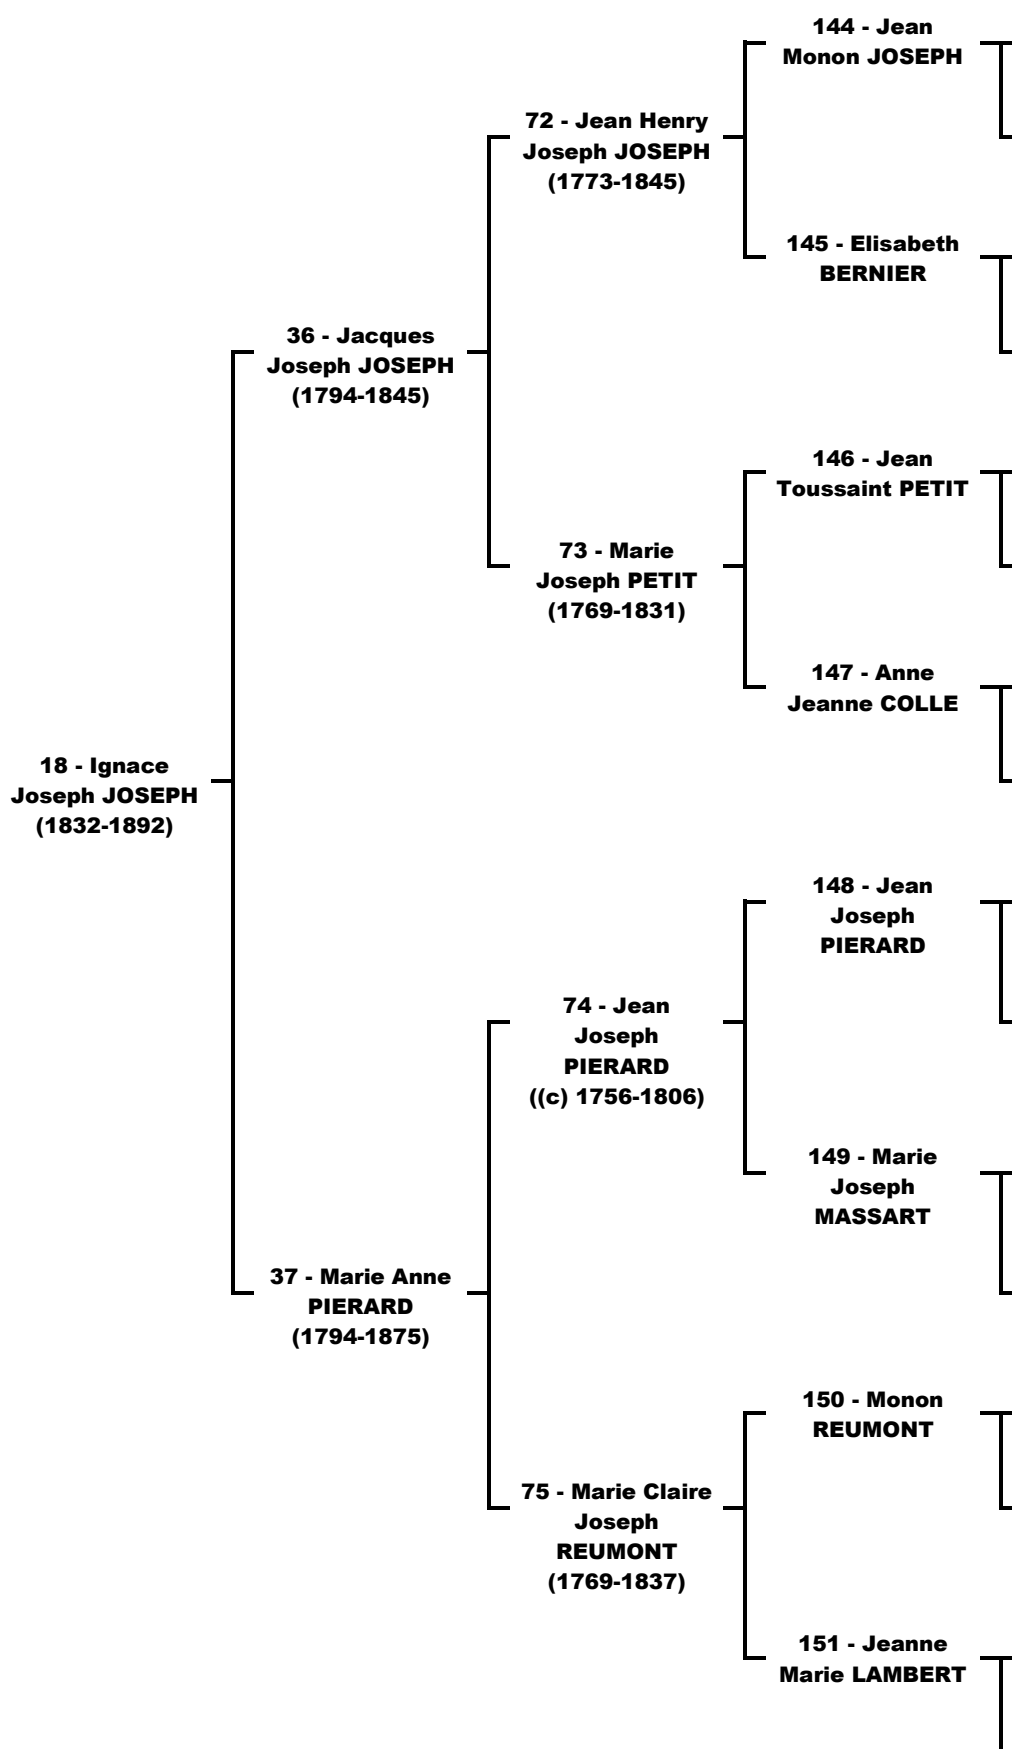 144 - Jean
Monon JOSEPH
72 - Jean Henry
Joseph JOSEPH
(1773-1845)
145 - Elisabeth
BERNIER
36 - Jacques
Joseph JOSEPH
(1794-1845)
146 - Jean
Toussaint PETIT
73 - Marie
Joseph PETIT
(1769-1831)
147 - Anne
Jeanne COLLE
18 - Ignace
Joseph JOSEPH
(1832-1892)
148 - Jean
Joseph
PIERARD
74 - Jean
Joseph
PIERARD
((c) 1756-1806)
149 - Marie
Joseph
MASSART
37 - Marie Anne
PIERARD
(1794-1875)
150 - Monon
REUMONT
75 - Marie Claire
Joseph
REUMONT
(1769-1837)
151 - Jeanne
Marie LAMBERT